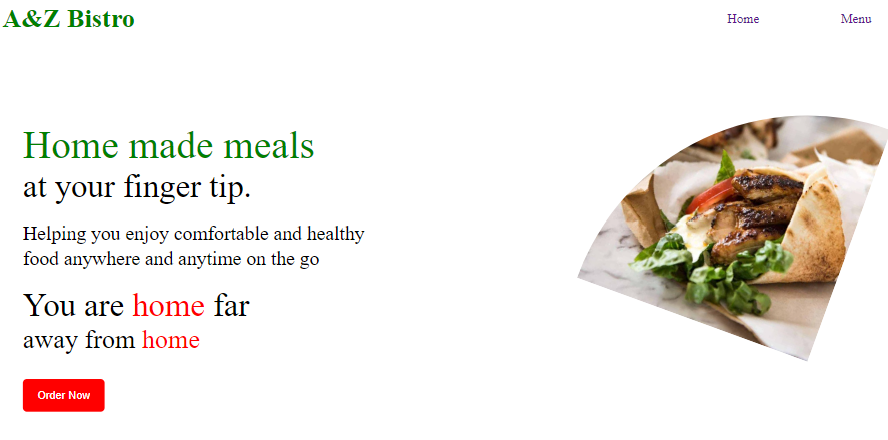 A&Z Bistro
Home
Menu
Home made meals
at your finger tip.
Helping you enjoy comfortable and healthy
food anywhere and anytime on the go
You are home far
away from home
Order Now